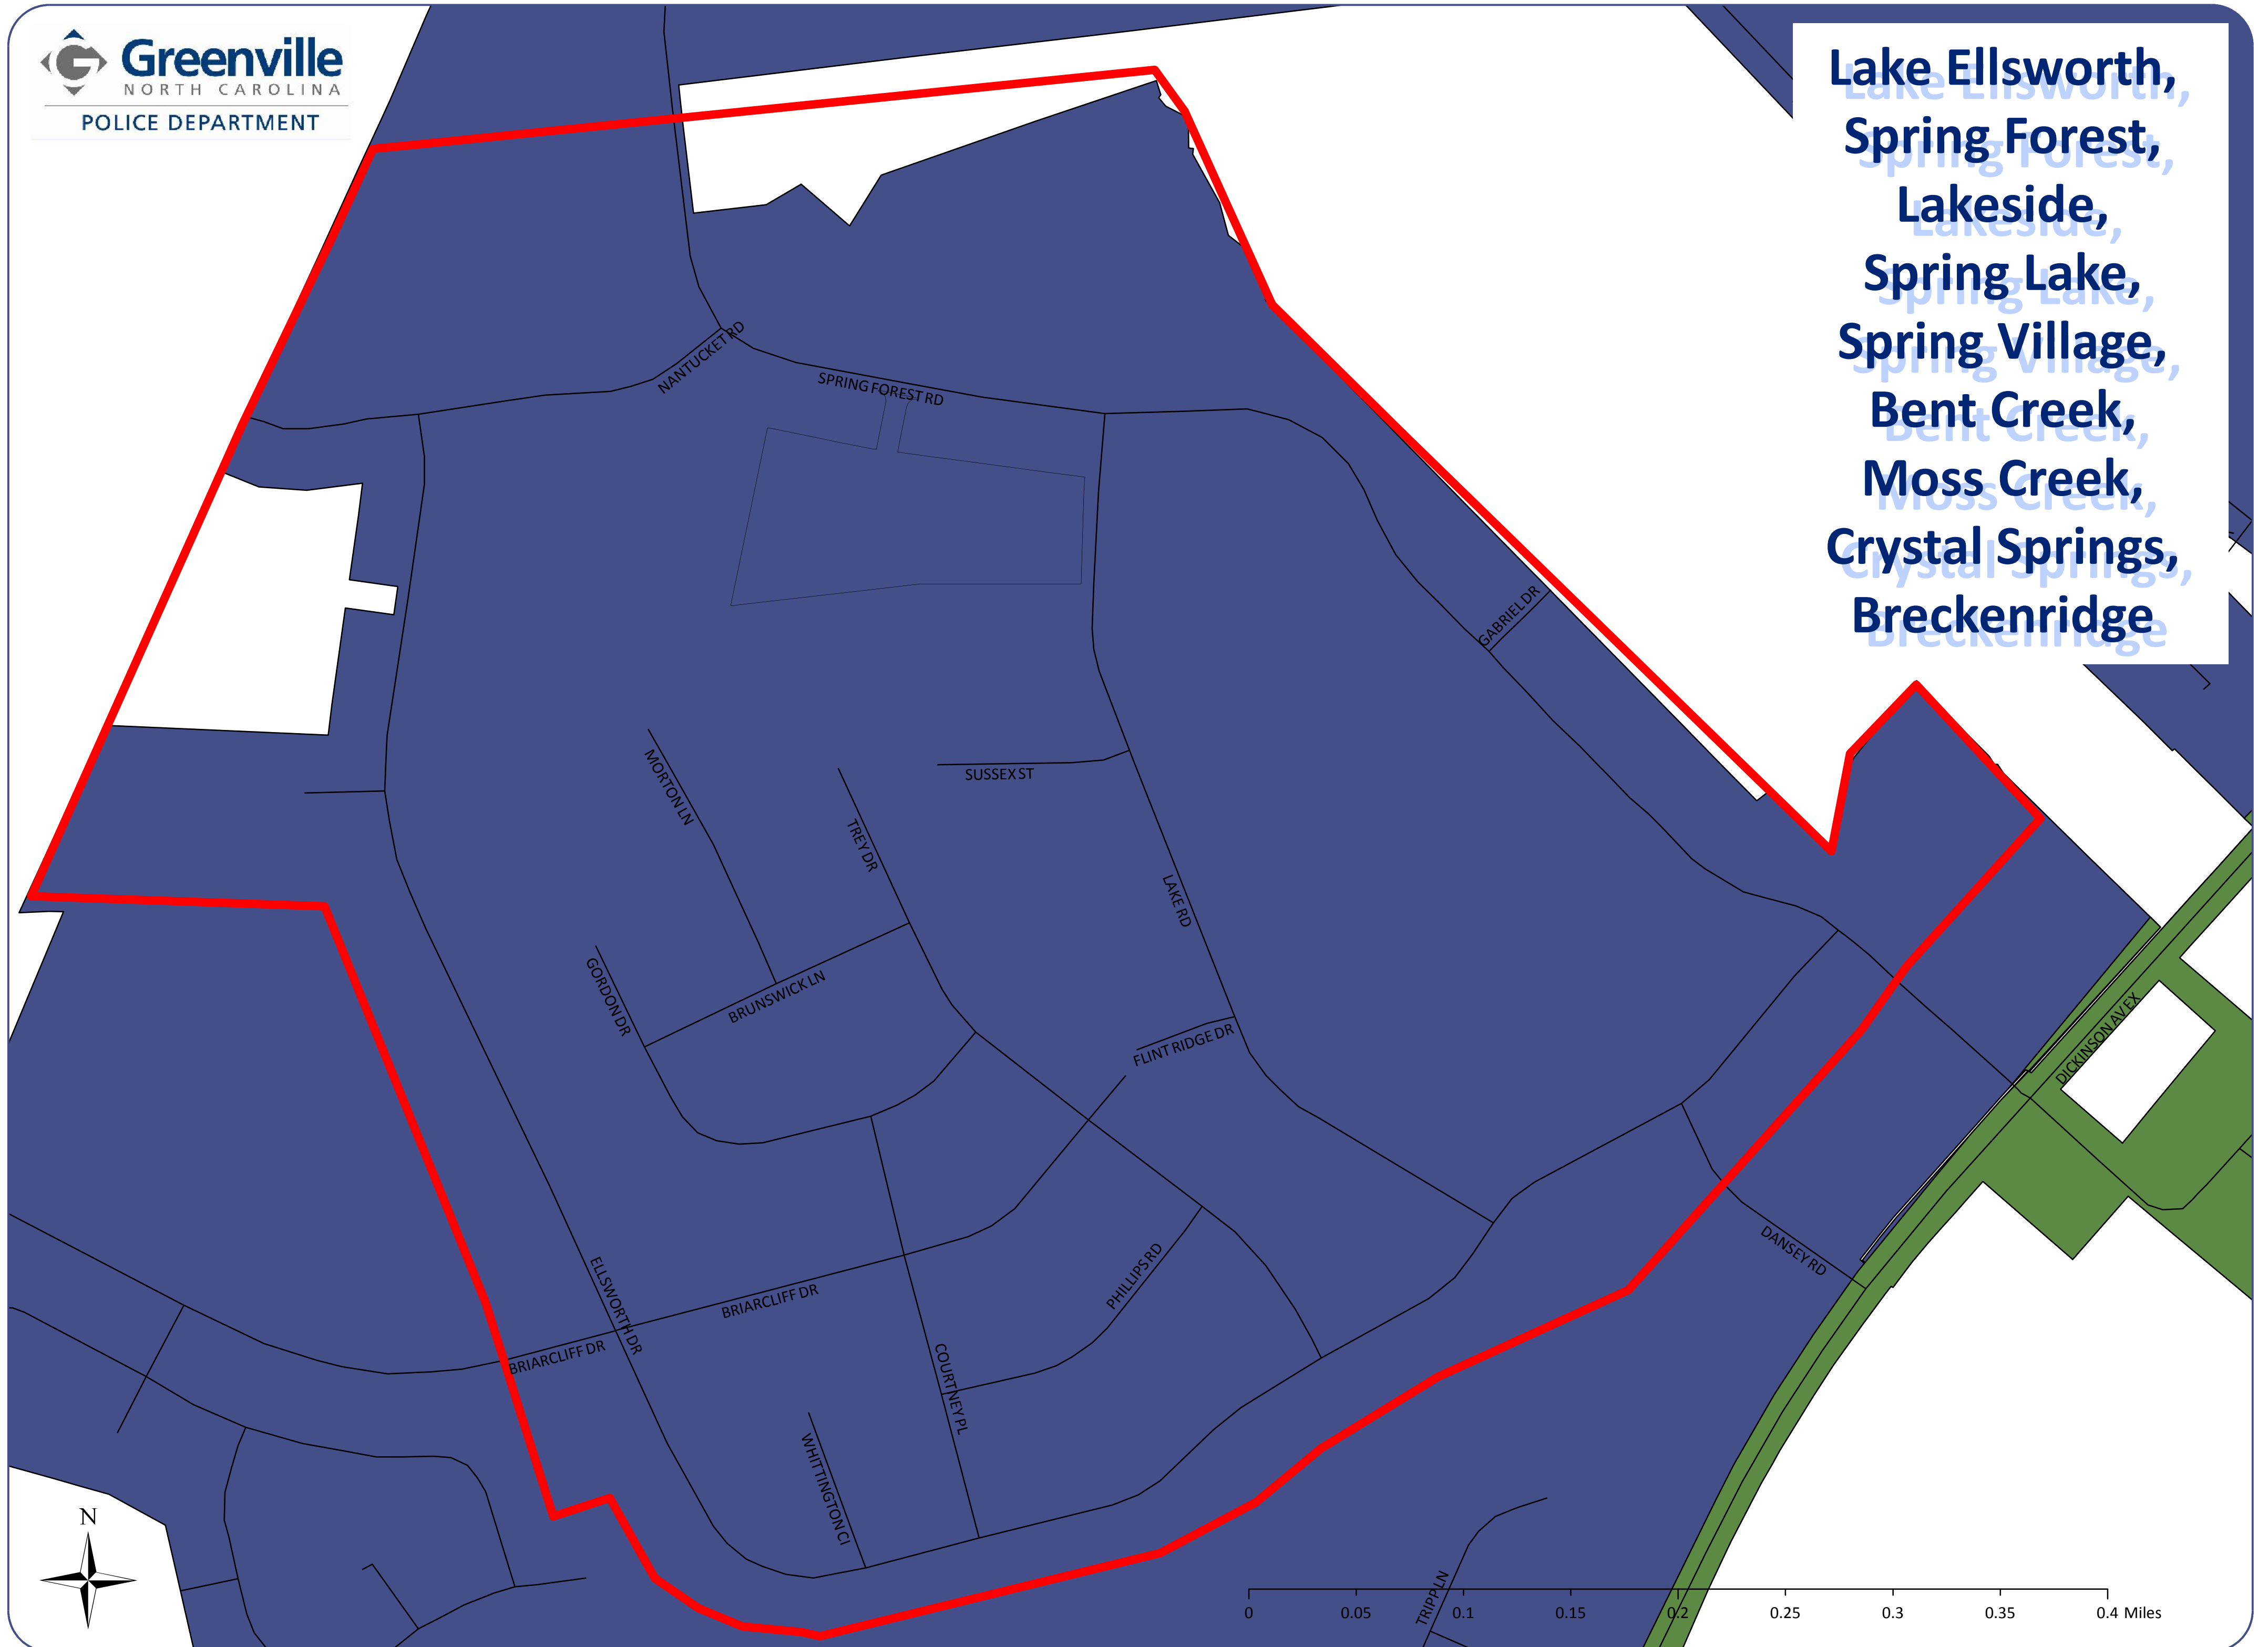 Greenville
NORTH CAROLINA
POLICE DEPARTMENT
Lake Ellsworth,
Spring Forest,
Lakeside,
Spring Lake,
Spring Village,
Bent Creek,
Moss Creek,
Crystal Springs,
Breckenridge
NANTUCKET RD
SPRING FOREST RD
GABRIEL DR
MORTON LN
SUSSEX ST
TREY DR
LAKE RD
GORDON DR
BRUNSWICK LN
FLINT RIDGE DR
DICKINSON AV EX
DANSEY RD
ELLSWORTH DR
PHILLIPS RD
BRIARCLIFF DR
BRIARCLIFF DR
COURTNEY PL
WHITTINGTON CI
TRIPP LN
N
0 0.05 0.1 0.15 0.2 0.25 0.3 0.35 0.4 Miles